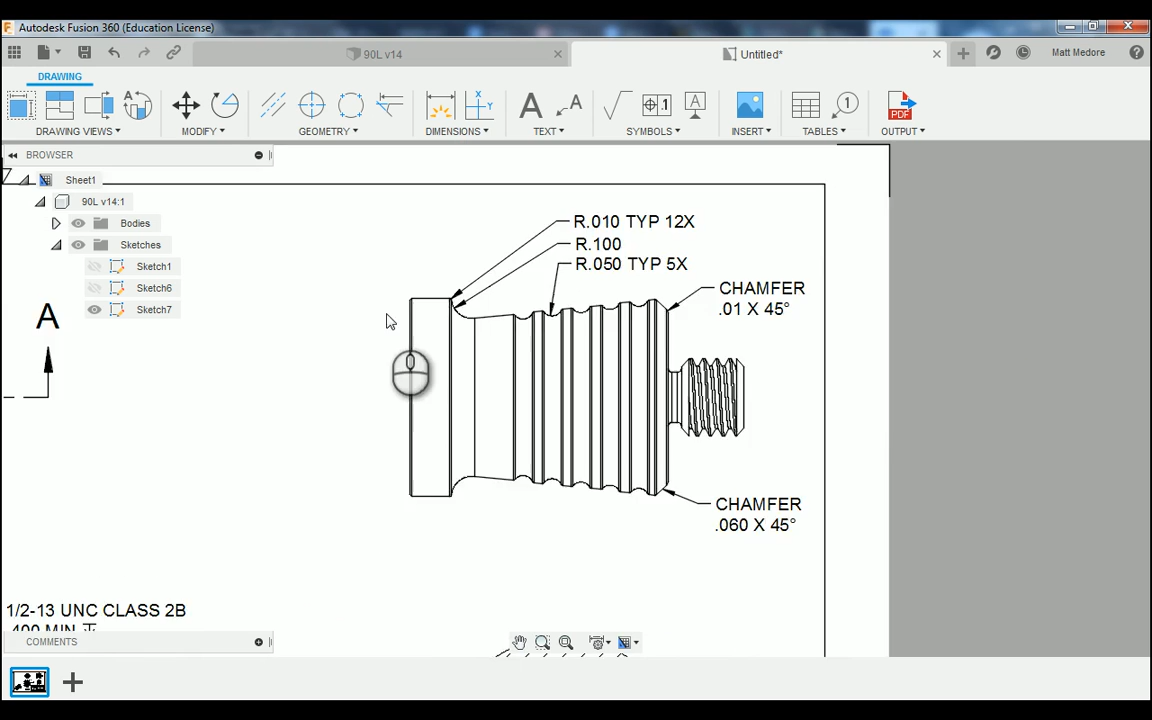 Autodesk Fusion 360 (Education License)
90L v14
Untitled*
Matt Medore
DRAWING
DRAWING VIEWS
MODIFY
GEOMETRY
DIMENSIONS
TEXT
SYMBOLS
INSERT
TABLES
OUTPUT
BROWSER
Sheet1
90L v14:1
Bodies
Sketches
Sketch1
Sketch6
Sketch7
A
R.010 TYP 12X
R.100
R.050 TYP 5X
CHAMFER
.01 X 45°
CHAMFER
.060 X 45°
1/2-13 UNC CLASS 2B
.400 MIN
COMMENTS